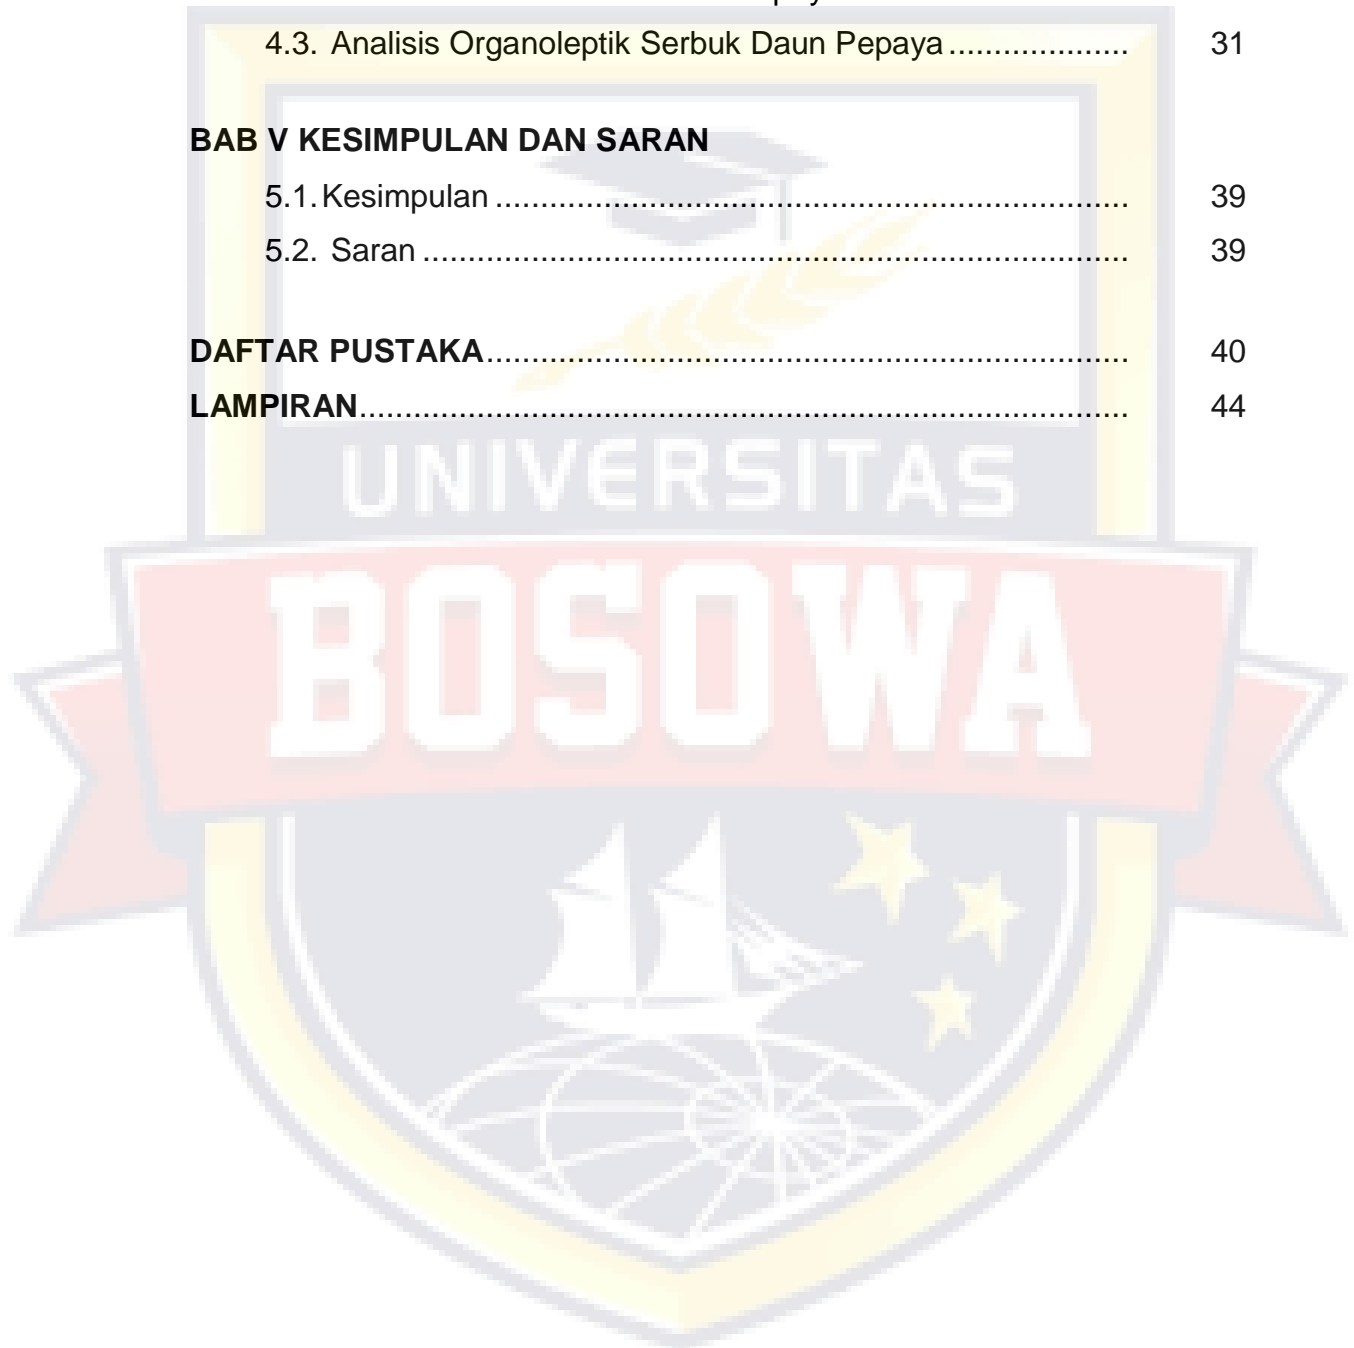 4.3. Analisis Organoleptik Serbuk Daun Pepaya .................... 31
BAB V KESIMPULAN DAN SARAN
5.1. Kesimpulan ....................................................................... 39
5.2. Saran ............................................................................... 39
DAFTAR PUSTAKA ........................................................................ 40
LAMPIRAN ...................................................................................... 44
UNIVERSITAS
BOSOWA